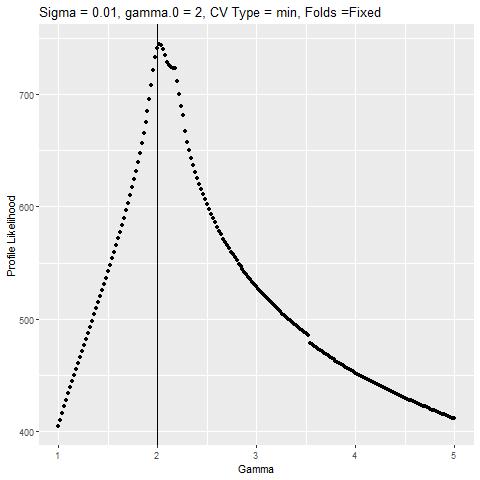 Sigma = 0.01, gamma.0 = 2, CV Type = min, Folds =Fixed
Profile Likelihood
700
600
500
400
1 2 3 4 5
Gamma